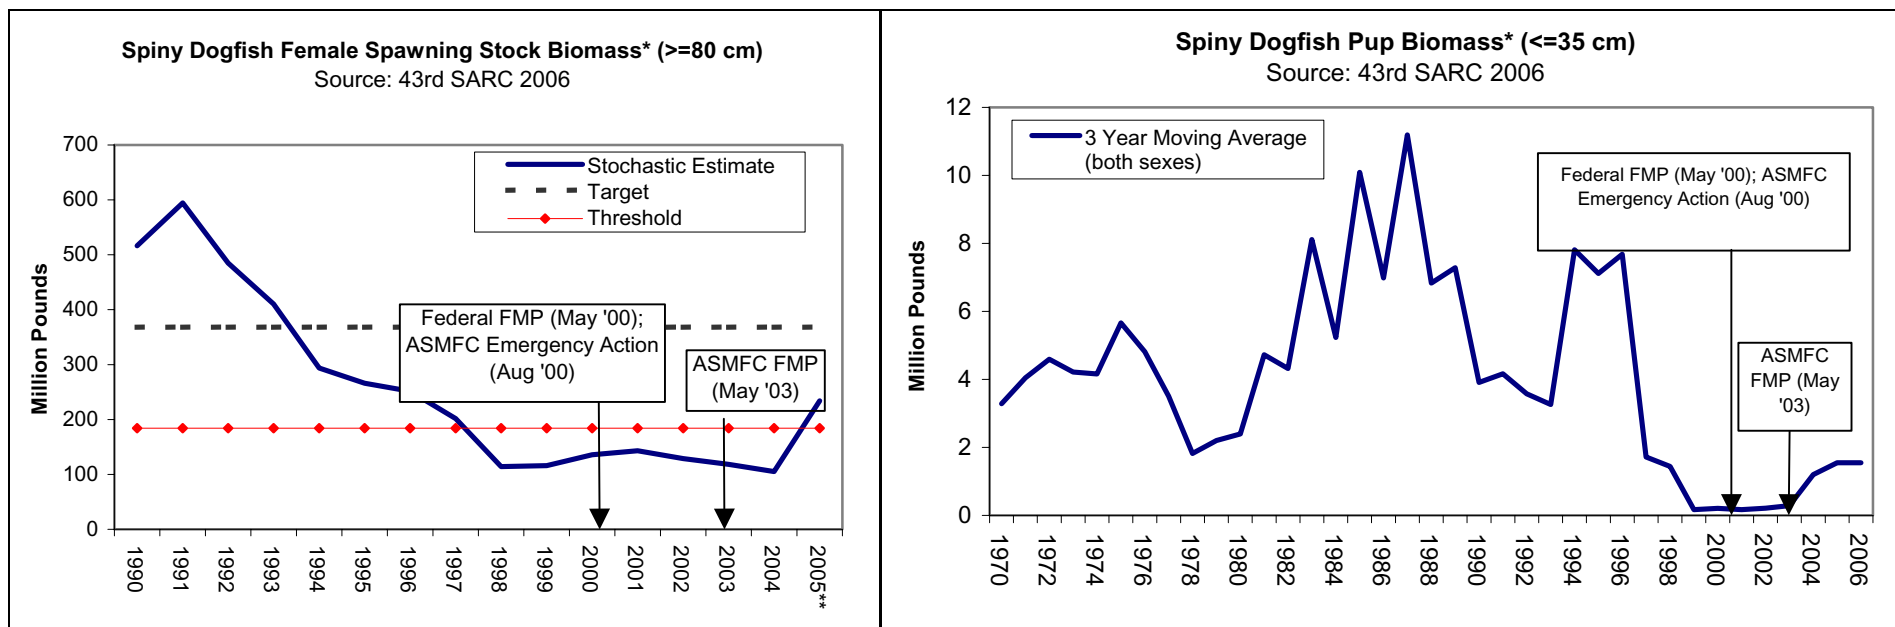 Spiny Dogfish Female Spawning Stock Biomass* (>=80 cm)
Source: 43rd SARC 2006
Million Pounds
700
600
500
400
300
200
100
0
Stochastic Estimate
Target
Threshold
Federal FMP (May '00);
ASMFC Emergency Action
(Aug '00)
ASMFC FMP
(May '03)
1990
1991
1992
1993
1994
1995
1996
1997
1998
1999
2000
2001
2002
2003
2004
2005**
Spiny Dogfish Pup Biomass* (<=35 cm)
Source: 43rd SARC 2006
Million Pounds
12
10
8
6
4
2
0
3 Year Moving Average
(both sexes)
Federal FMP (May '00); ASMFC
Emergency Action (Aug '00)
ASMFC
FMP (May
'03)
1970
1972
1974
1976
1978
1980
1982
1984
1986
1988
1990
1992
1994
1996
1998
2000
2002
2004
2006